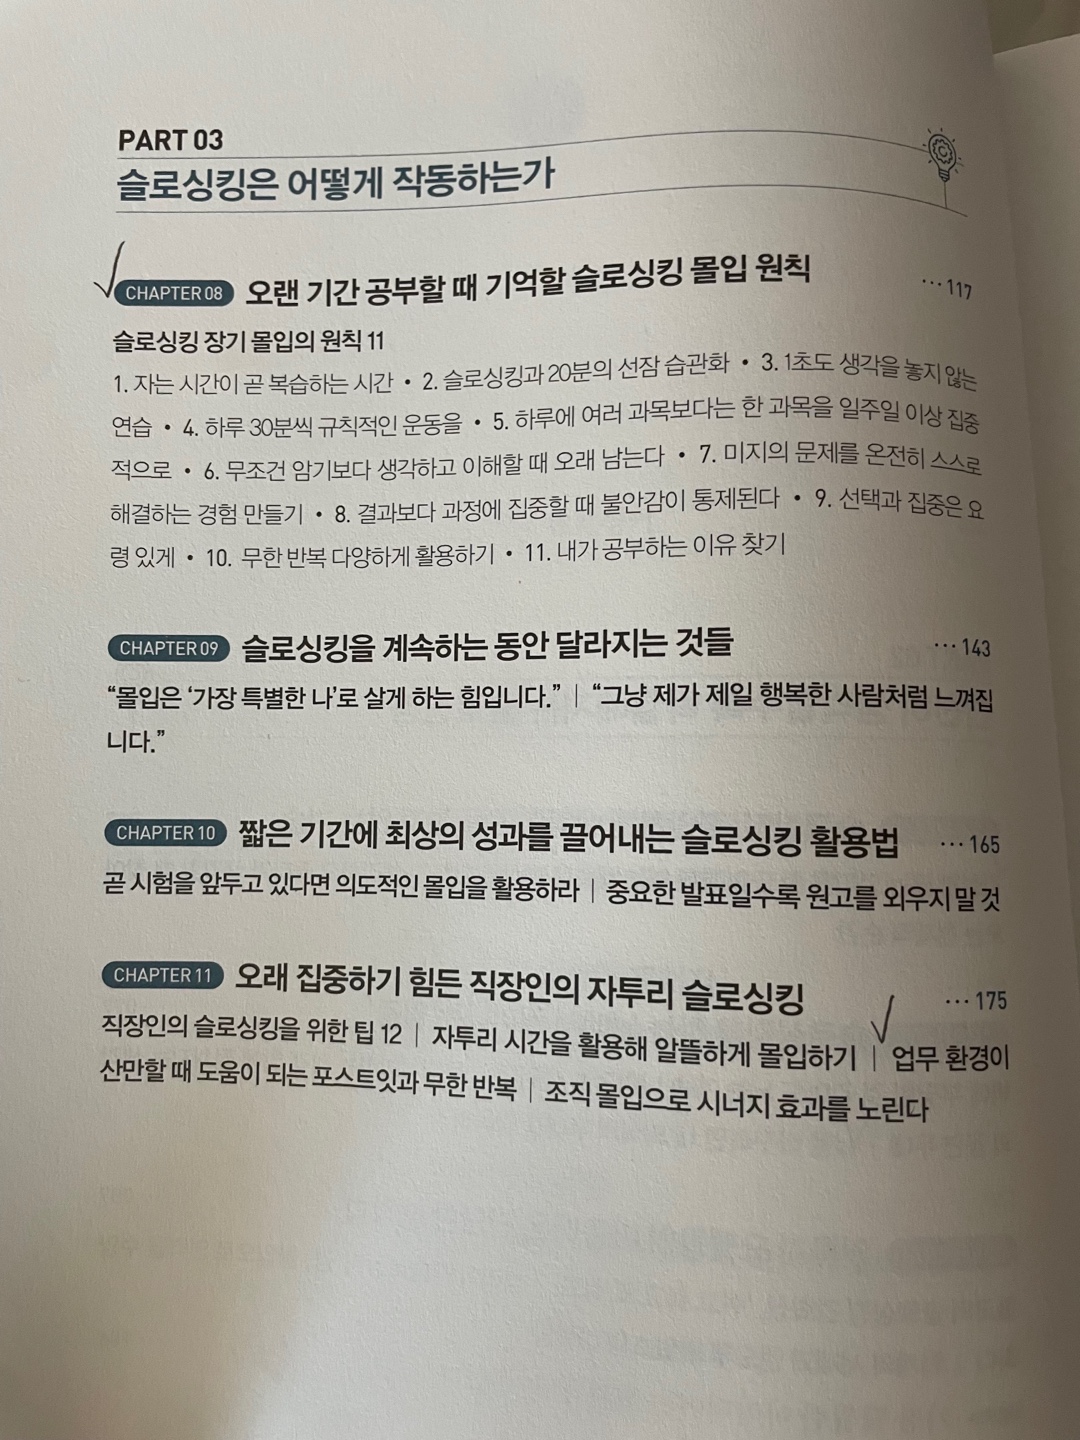 PART 03
슬로싱킹은 어떻게 작동하는가
CHAPTER 08 오랜 기간 공부할 때 기억할 슬로싱킹 몰입 원칙 ···117
슬로싱킹 장기 몰입의 원칙 11
1. 자는 시간이 곧 복습하는 시간 • 2. 슬로싱킹과 20분의 선잠 습관화 • 3. 1초도 생각을 놓지 않는
연습 • 4. 하루 30분씩 규칙적인 운동을 • 5. 하루에 여러 과목보다는 한 과목을 일주일 이상 집중
적으로 • 6. 무조건 암기보다 생각하고 이해할 때 오래 남는다 • 7. 미지의 문제를 온전히 스스로
해결하는 경험 만들기 • 8. 결과보다 과정에 집중할 때 불안감이 통제된다 • 9. 선택과 집중은 요
령 있게 • 10. 무한 반복 다양하게 활용하기 • 11. 내가 공부하는 이유 찾기
CHAPTER 09 슬로싱킹을 계속하는 동안 달라지는 것들 ···143
“몰입은 ‘가장 특별한 나’로 살게 하는 힘입니다.” | “그냥 제가 제일 행복한 사람처럼 느껴집
니다.”
CHAPTER 10 짧은 기간에 최상의 성과를 끌어내는 슬로싱킹 활용법 ···165
곧 시험을 앞두고 있다면 의도적인 몰입을 활용하라 | 중요한 발표일수록 원고를 외우지 말 것
CHAPTER 11 오래 집중하기 힘든 직장인의 자투리 슬로싱킹 ···175
직장인의 슬로싱킹을 위한 팁 12 | 자투리 시간을 활용해 알뜰하게 몰입하기 | 업무 환경이
산만할 때 도움이 되는 포스트잇과 무한 반복 | 조직 몰입으로 시너지 효과를 노린다